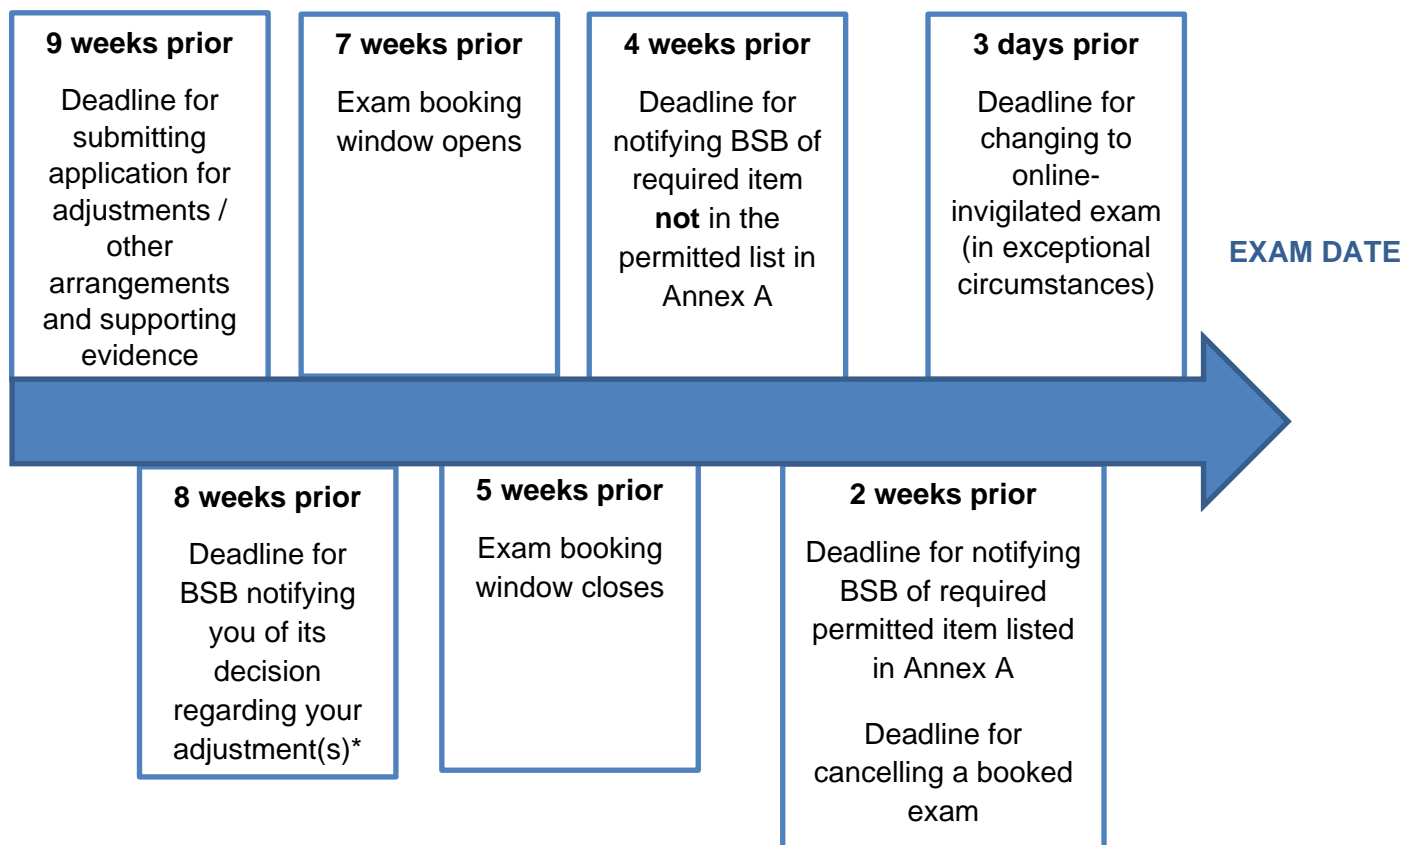 9 weeks prior
Deadline for
submitting
application for
adjustments /
other
arrangements
and supporting
evidence
7 weeks prior
Exam booking
window opens
4 weeks prior
Deadline for
notifying BSB of
required item
not in the
permitted list in
Annex A
3 days prior
Deadline for
changing to
online-
invigilated exam
(in exceptional
circumstances)
EXAM DATE
8 weeks prior
Deadline for
BSB notifying
you of its
decision
regarding your
adjustment(s)*
5 weeks prior
Exam booking
window closes
2 weeks prior
Deadline for notifying
BSB of required
permitted item listed
in Annex A
Deadline for
cancelling a booked
exam